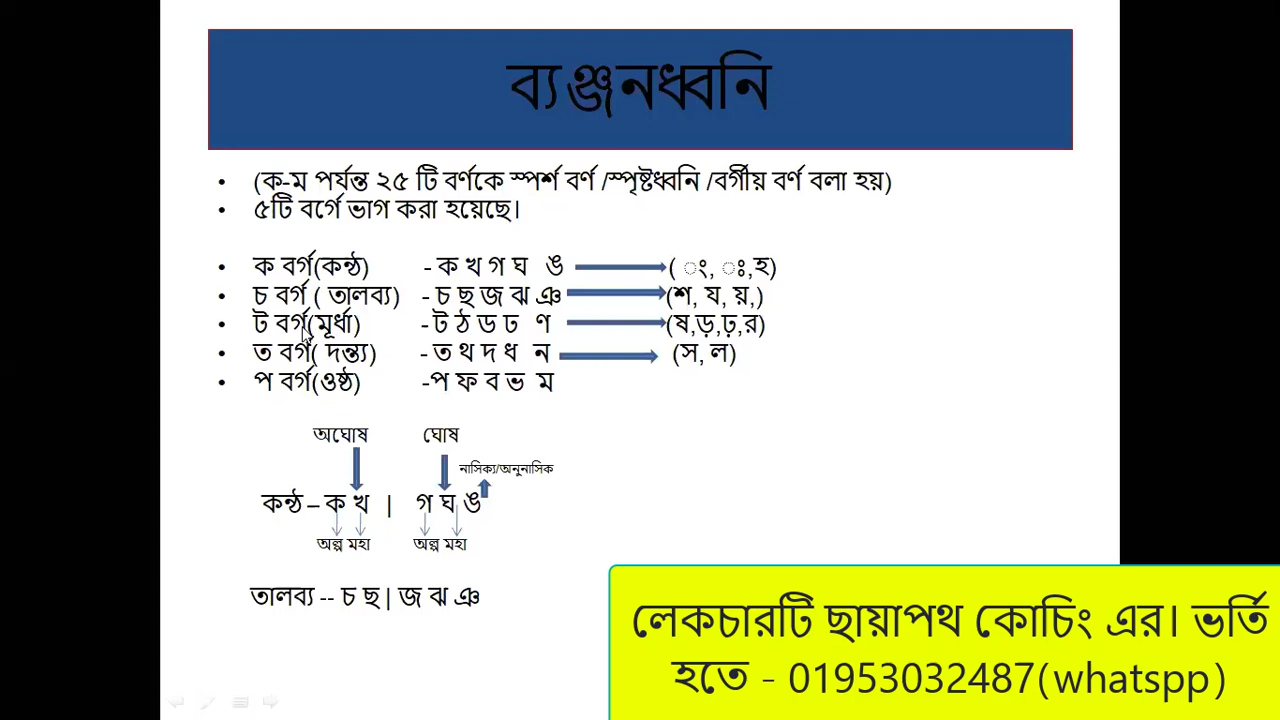 ব্যঞ্জনধ্বনি
• (ক-ম পর্যন্ত ২৫ টি বর্ণকে স্পর্শ বর্ণ /স্পৃষ্টধ্বনি /বর্গীয় বর্ণ বলা হয়)
• ৫টি বর্গে ভাগ করা হয়েছে।
• ক বর্গ(কন্ঠ) - ক খ গ ঘ ঙ ( ং, ঃ,হ)
• চ বর্গ ( তালব্য) - চ ছ জ ঝ ঞ (শ, য, য়,)
• ট বর্গ(মূর্ধা) - ট ঠ ড ঢ ণ (ষ,ড়,ঢ়,র)
• ত বর্গ( দন্ত্য) - ত থ দ ধ ন (স, ল)
• প বর্গ(ওষ্ঠ) -প ফ ব ভ ম
অঘোষ ঘোষ
নাসিক্য/অনুনাসিক
কন্ঠ – ক খ | গ ঘ ঙ
অল্প মহা অল্প মহা
তালব্য -- চ ছ | জ ঝ ঞ
লেকচারটি ছায়াপথ কোচিং এর। ভর্তি
হতে - 01953032487(whatspp)